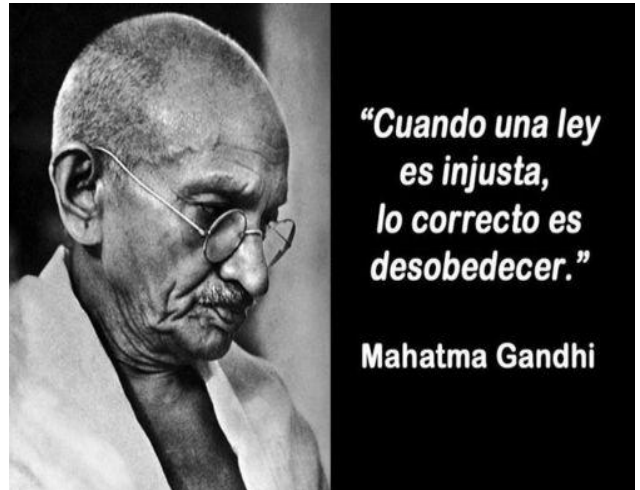 “Cuando una ley
es injusta,
lo correcto es
desobedecer.”
Mahatma Gandhi